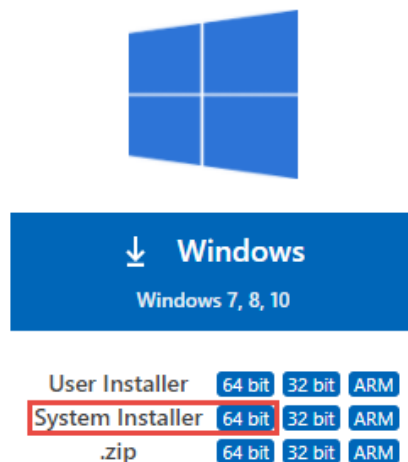 Windows
Windows 7, 8, 10
User Installer 64 bit 32 bit ARM
System Installer 64 bit 32 bit ARM
.zip 64 bit 32 bit ARM